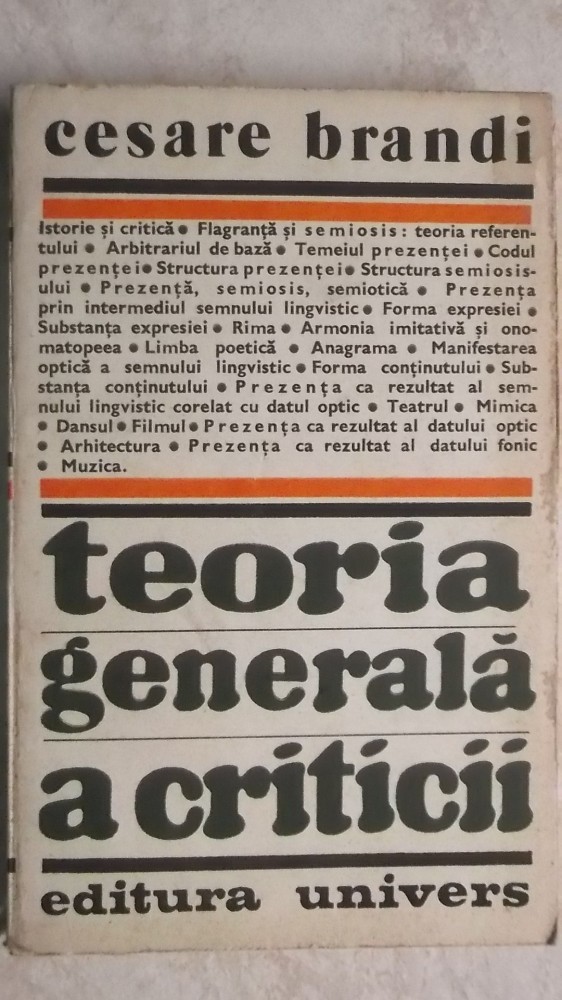 cesare brandi
Istorie și critică ● Flagranță și semiosis: teoria referen-
tului ● Arbitrariul de bază ● Temeiul prezenței ● Codul
prezenței ● Structura prezenței ● Structura semiosis-
ului ● Prezență, semiosis, semiotică ● Prezența
prin intermediul semnului lingvistic ● Forma expresiei ●
Substanța expresiei ● Rima ● Armonia imitativă și ono-
matopeea ● Limba poetică ● Anagrama ● Manifestarea
optică a semnului lingvistic ● Forma conținutului ● Sub-
stanța conținutului ● Prezența ca rezultat al sem-
nului lingvistic corelat cu datul optic ● Teatrul ● Mimica
● Dansul ● Filmul ● Prezența ca rezultat al datului optic
● Arhitectura ● Prezența ca rezultat al datului fonic
● Muzica.
teoria
generală
a criticii
editura univers